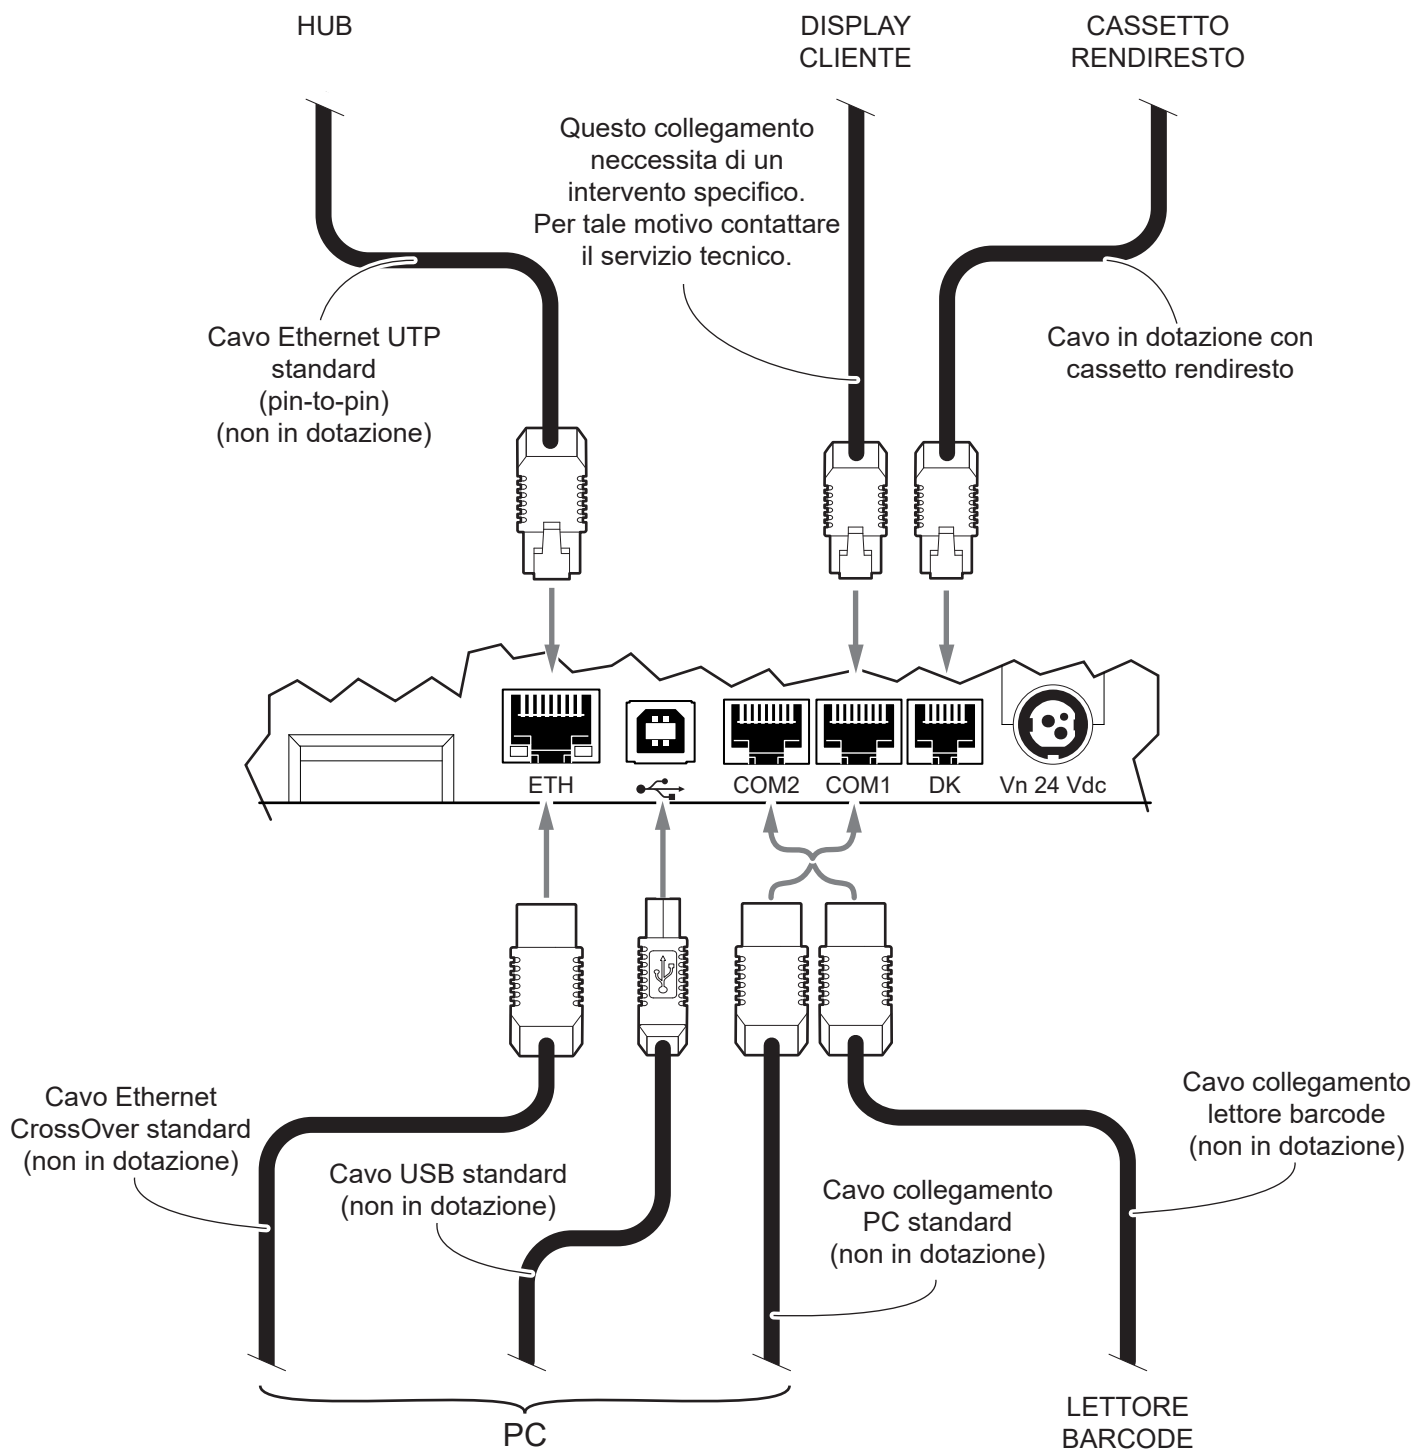 HUB
DISPLAY
CLIENTE
CASSETTO
RENDIRESTO
Questo collegamento
neccessita di un
intervento specifico.
Per tale motivo contattare
il servizio tecnico.
Cavo Ethernet UTP
standard
(pin-to-pin)
(non in dotazione)
Cavo in dotazione con
cassetto rendiresto
ETH
COM2
COM1
DK
Vn 24 Vdc
Cavo Ethernet
CrossOver standard
(non in dotazione)
Cavo USB standard
(non in dotazione)
Cavo collegamento
PC standard
(non in dotazione)
Cavo collegamento
lettore barcode
(non in dotazione)
PC
LETTORE
BARCODE